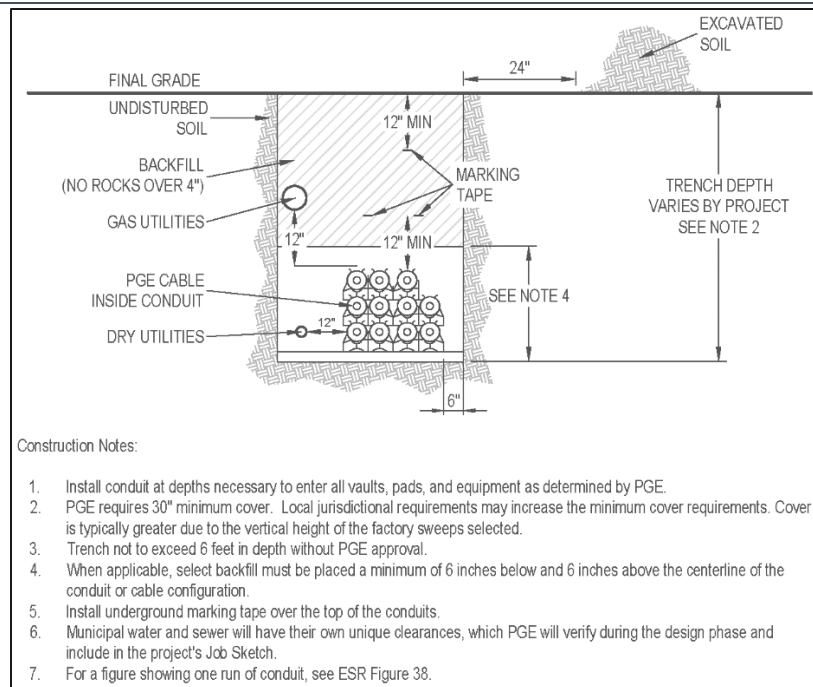 EXCAVATED
SOIL
24"
FINAL GRADE
UNDISTURBED
SOIL
12" MIN
BACKFILL
(NO ROCKS OVER 4")
MARKING
TAPE
TRENCH DEPTH
VARIES BY PROJECT
SEE NOTE 2
GAS UTILITIES
12"
12" MIN
PGE CABLE
INSIDE CONDUIT
SEE NOTE 4
DRY UTILITIES
12"
6"
Construction Notes:
1. Install conduit at depths necessary to enter all vaults, pads, and equipment as determined by PGE.
2. PGE requires 30" minimum cover. Local jurisdictional requirements may increase the minimum cover requirements. Cover
is typically greater due to the vertical height of the factory sweeps selected.
3. Trench not to exceed 6 feet in depth without PGE approval.
4. When applicable, select backfill must be placed a minimum of 6 inches below and 6 inches above the centerline of the
conduit or cable configuration.
5. Install underground marking tape over the top of the conduits.
6. Municipal water and sewer will have their own unique clearances, which PGE will verify during the design phase and
include in the project's Job Sketch.
7. For a figure showing one run of conduit, see ESR Figure 38.